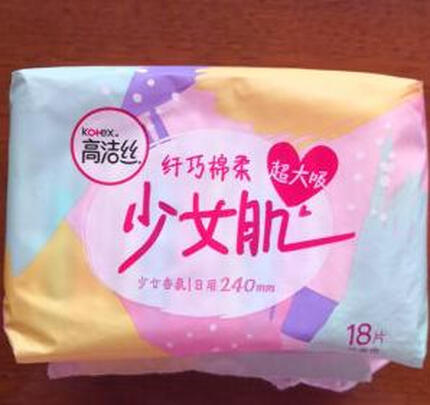 Kotex
高洁丝
纤巧棉柔
超大吸
少女肌
少女香氛|日用240mm
18片